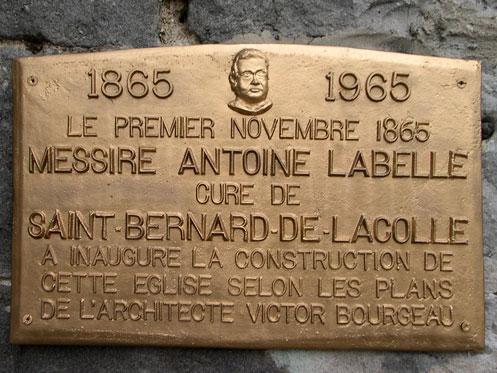 1865 1965
LE PREMIER NOVEMBRE 1865
MESSIRE ANTOINE LABELLE
CURE DE
SAINT-BERNARD-DE-LACOLLE
A INAUGURE LA CONSTRUCTION DE
CETTE EGLISE SELON LES PLANS
DE L'ARCHITECTE VICTOR BOURGEAU